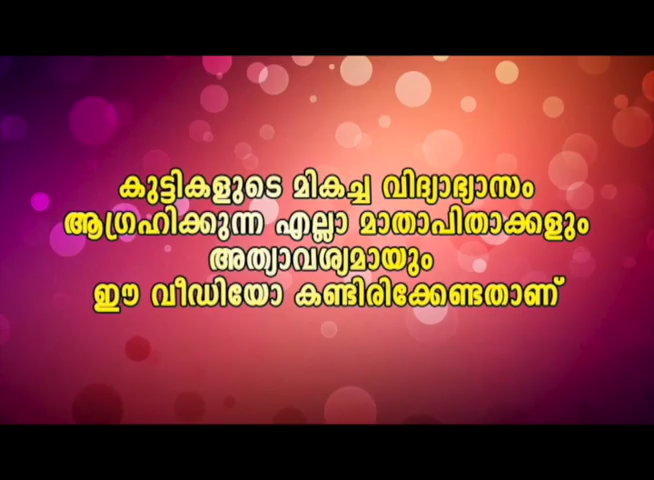 കുട്ടികളുടെ മികച്ച വിദ്യാഭ്യാസം
ആഗ്രഹിക്കുന്ന എല്ലാ മാതാപിതാക്കളും
അത്യാവശ്യമായും
ഈ വീഡിയോ കണ്ടിരിക്കേണ്ടതാണ്